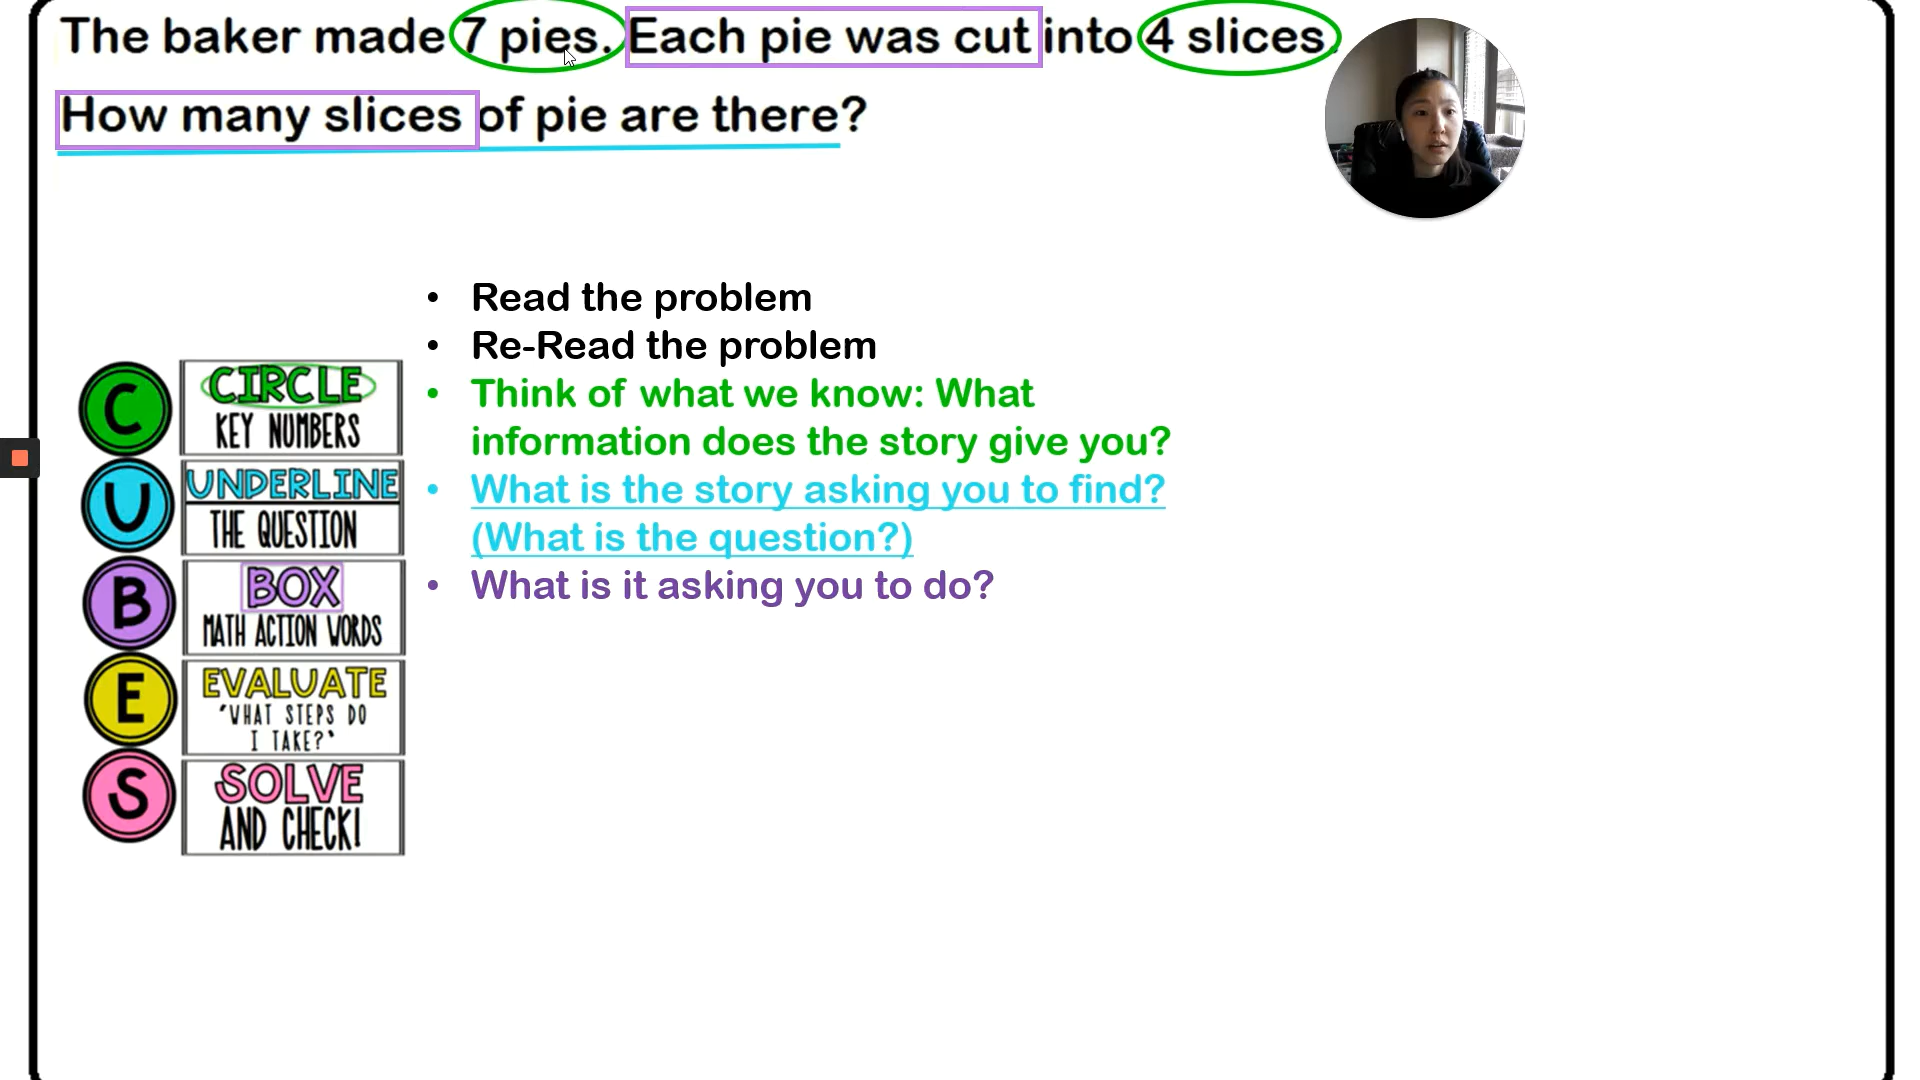 The baker made 7 pies. Each pie was cut into 4 slices.
How many slices of pie are there?
• Read the problem
• Re-Read the problem
• Think of what we know: What
information does the story give you?
• What is the story asking you to find?
(What is the question?)
• What is it asking you to do?
C CIRCLE
KEY NUMBERS
U UNDERLINE
THE QUESTION
B BOX
MATH ACTION WORDS
E EVALUATE
"WHAT STEPS DO
I TAKE?"
S SOLVE
AND CHECK!